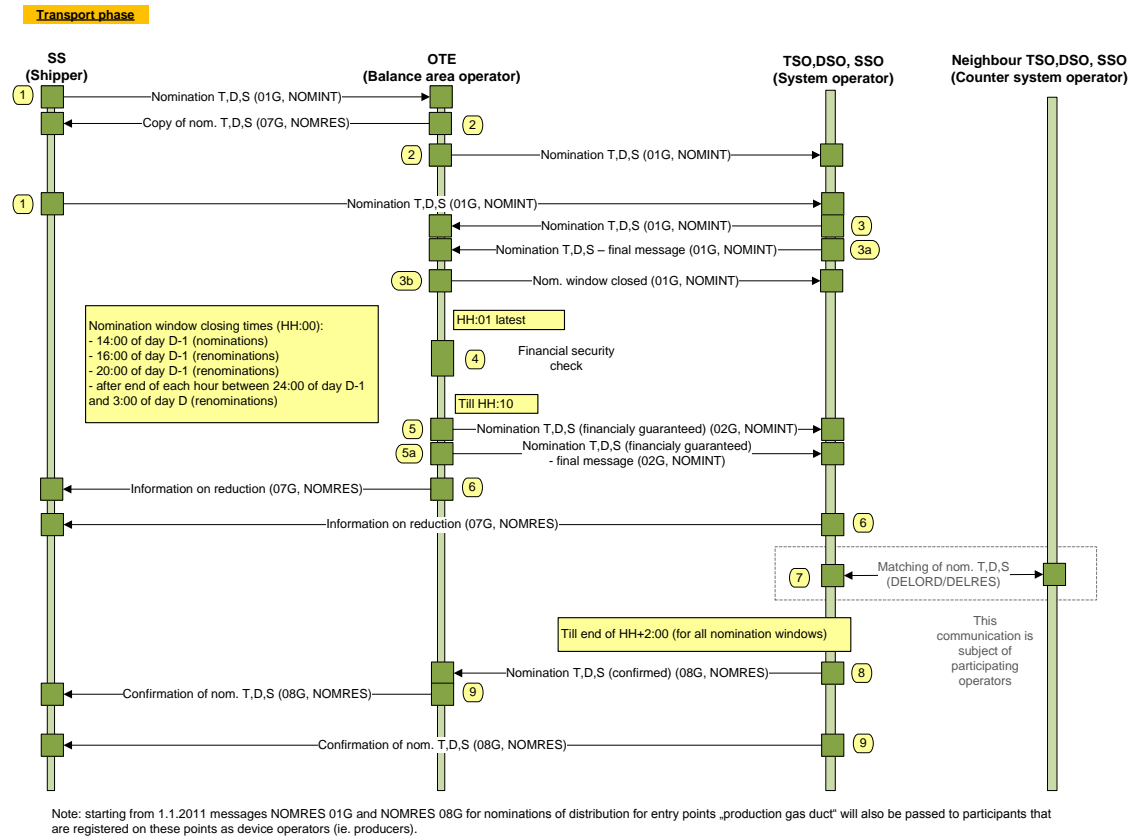 Transport phase
SS
(Shipper)
OTE
(Balance area operator)
TSO,DSO, SSO
(System operator)
Neighbour TSO,DSO, SSO
(Counter system operator)
1
Nomination T,D,S (01G, NOMINT)
Copy of nom. T,D,S (07G, NOMRES)
2
2
Nomination T,D,S (01G, NOMINT)
1
Nomination T,D,S (01G, NOMINT)
Nomination T,D,S (01G, NOMINT)
3
Nomination T,D,S – final message (01G, NOMINT)
3a
3b
Nom. window closed (01G, NOMINT)
Nomination window closing times (HH:00):
- 14:00 of day D-1 (nominations)
- 16:00 of day D-1 (renominations)
- 20:00 of day D-1 (renominations)
- after end of each hour between 24:00 of day D-1
and 3:00 of day D (renominations)
HH:01 latest
4
Financial security
check
Till HH:10
5
Nomination T,D,S (financialy guaranteed) (02G, NOMINT)
5a
Nomination T,D,S (financialy guaranteed)
- final message (02G, NOMINT)
Information on reduction (07G, NOMRES)
6
Information on reduction (07G, NOMRES)
6
7
Matching of nom. T,D,S
(DELORD/DELRES)
This
communication is
subject of
participating
operators
Till end of HH+2:00 (for all nomination windows)
Nomination T,D,S (confirmed) (08G, NOMRES)
8
Confirmation of nom. T,D,S (08G, NOMRES)
9
Confirmation of nom. T,D,S (08G, NOMRES)
9
Note: starting from 1.1.2011 messages NOMRES 01G and NOMRES 08G for nominations of distribution for entry points „production gas duct“ will also be passed to participants that
are registered on these points as device operators (ie. producers).